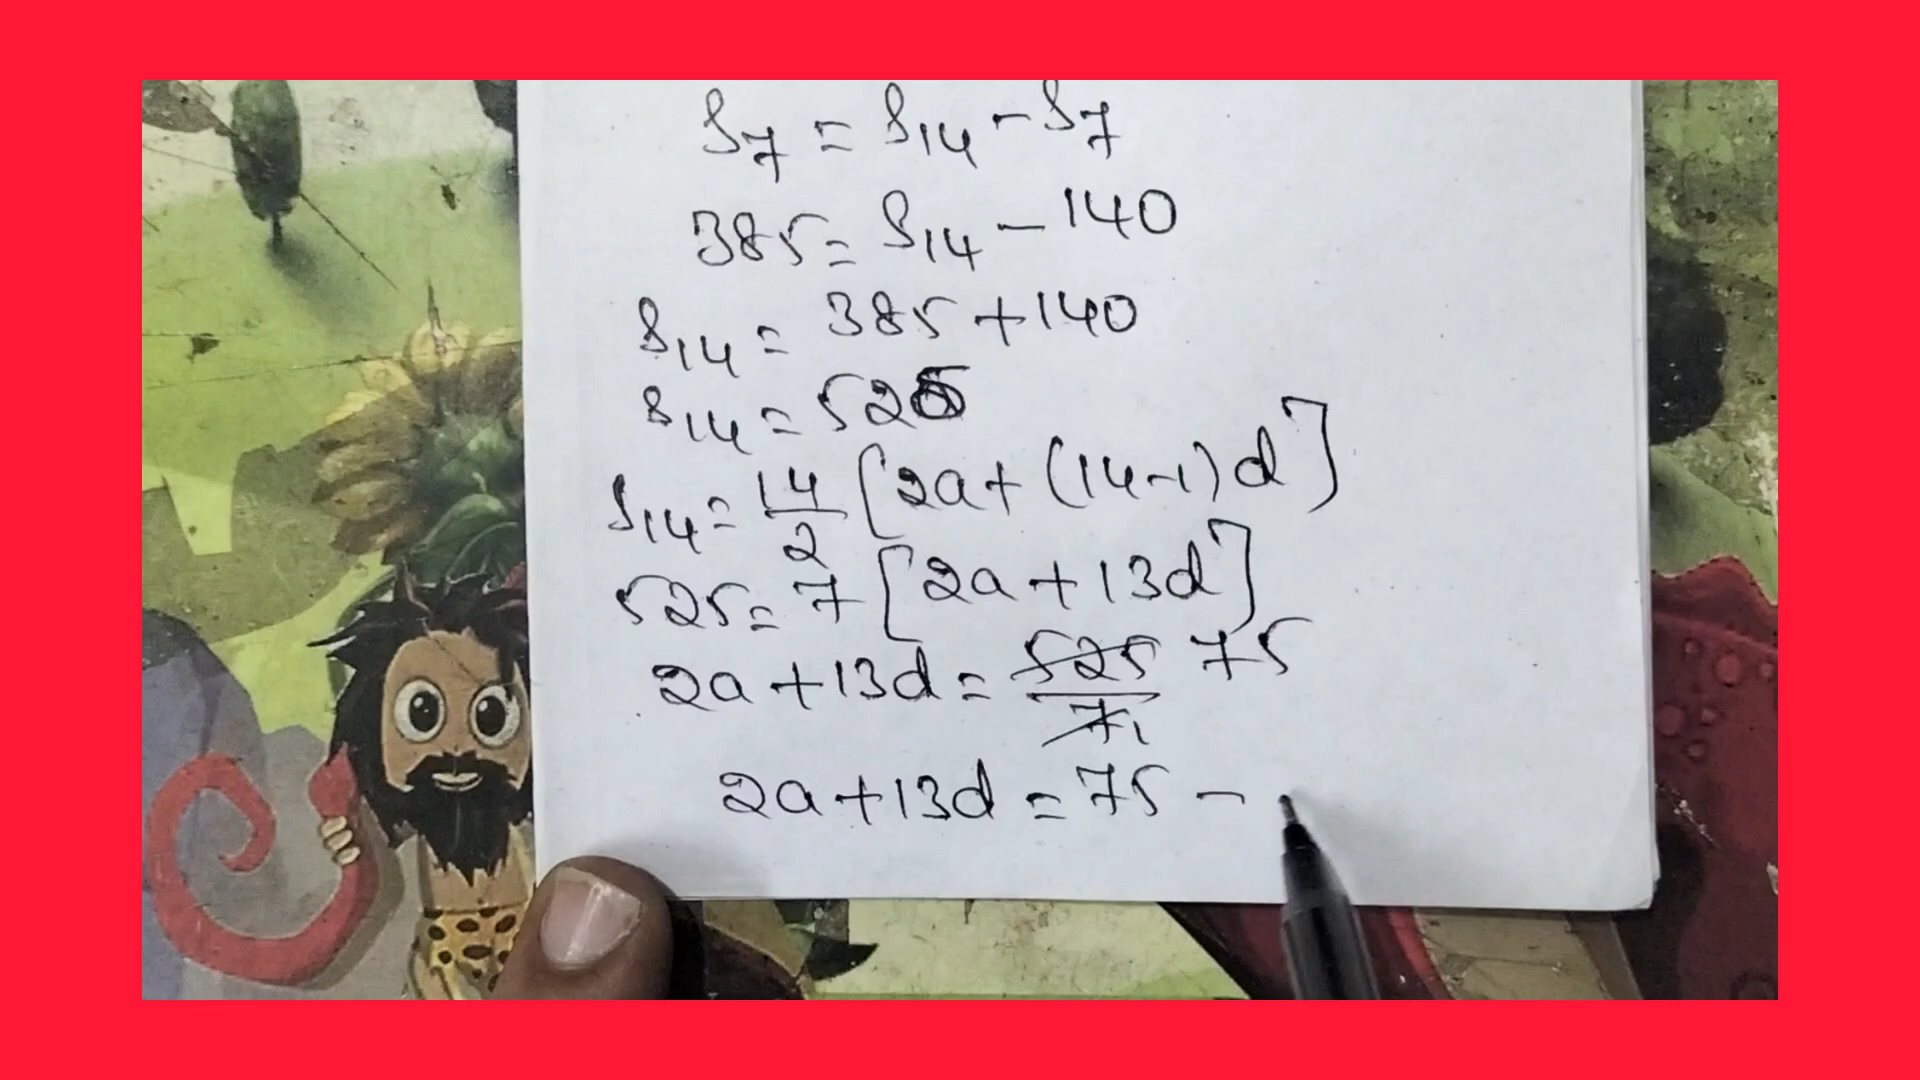 S₇ = S₁₄ - S₇
385 = S₁₄ - 140
S₁₄ = 385 + 140
S₁₄ = 525
S₁₄ = 14/2 [2a + (14-1)d]
525 = 7 [2a + 13d]
2a + 13d = 525/7₁ 75
2a + 13d = 75 -